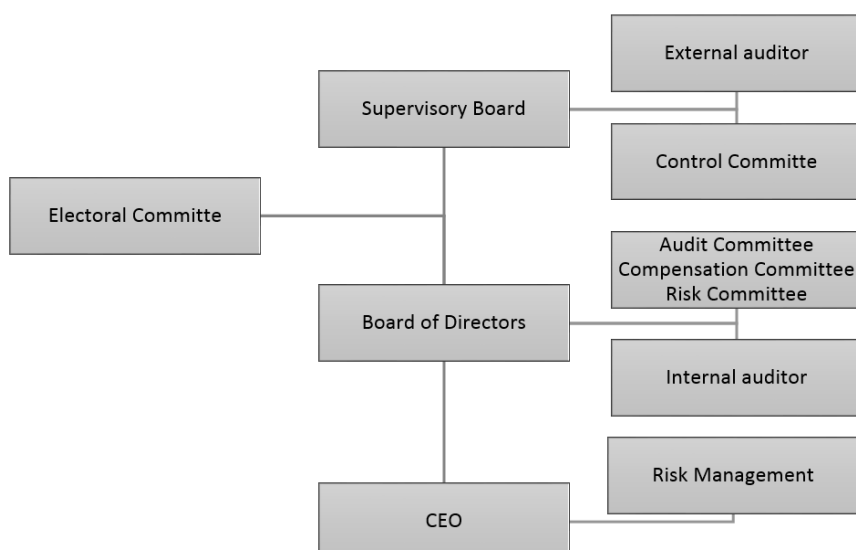 External auditor
Supervisory Board
Control Committe
Electoral Committe
Audit Committee
Compensation Committee
Risk Committee
Board of Directors
Internal auditor
Risk Management
CEO